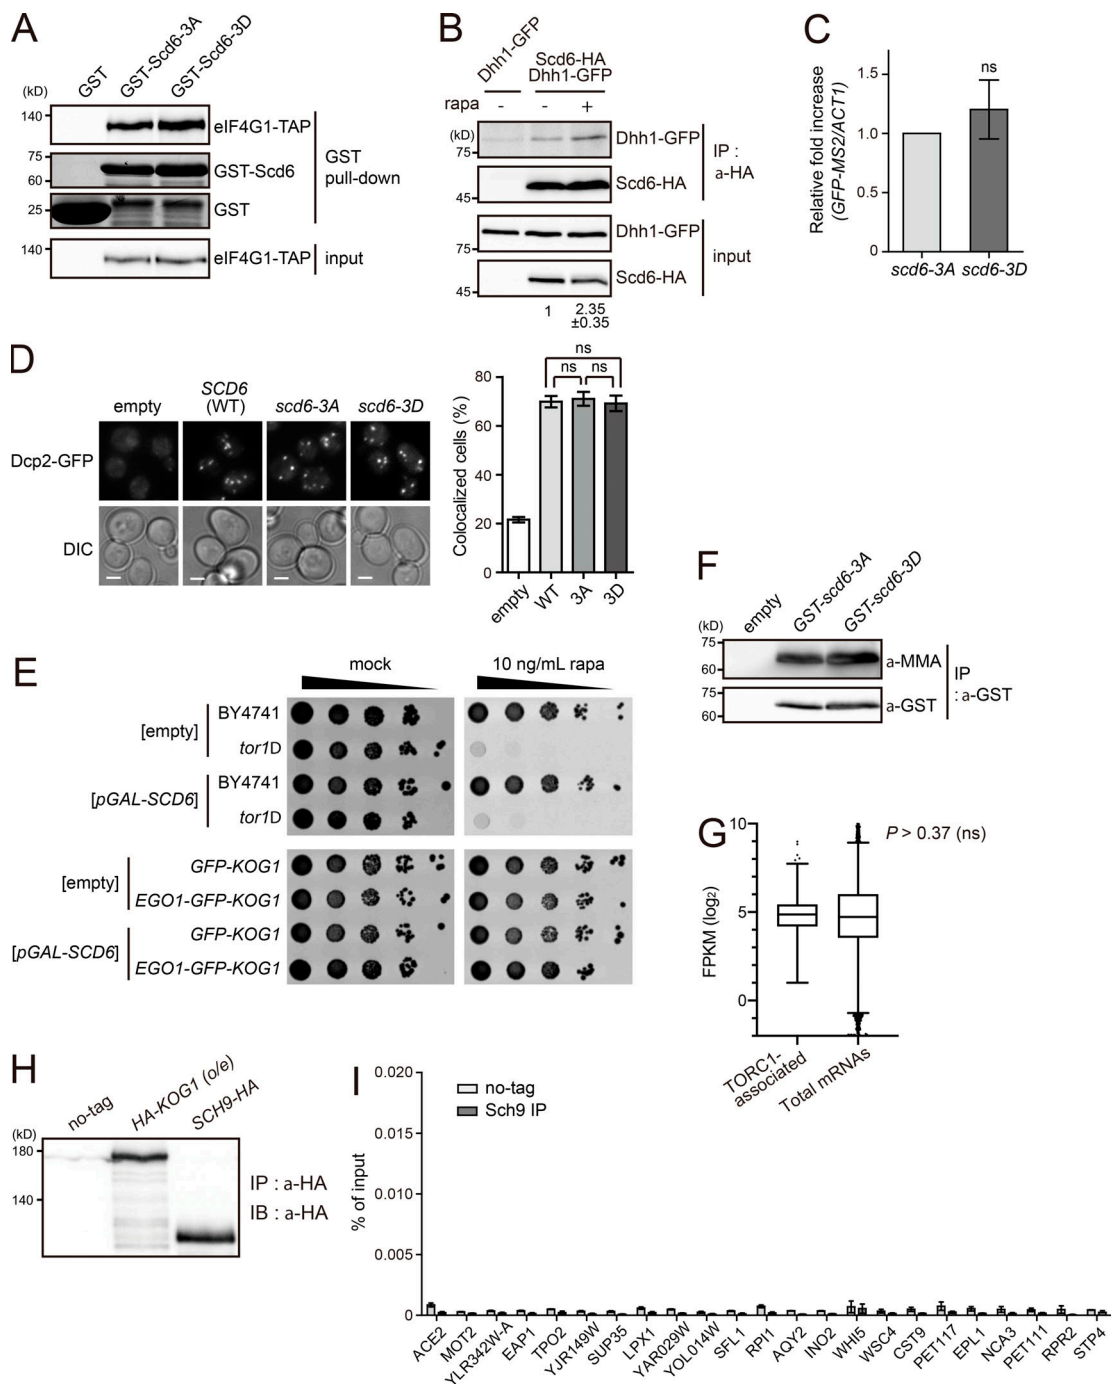 A
GST
GST-Scd6-3A
GST-Scd6-3D
(kD)
140
eIF4G1-TAP
75
60
GST-Scd6
25
GST
GST
pull-down
140
eIF4G1-TAP
input
B
Dhh1-GFP
Scd6-HA
Dhh1-GFP
rapa - - +
(kD)
75
Dhh1-GFP
45
Scd6-HA
IP :
a-HA
75
Dhh1-GFP
45
Scd6-HA
input
1 2.35
±0.35
C
Relative fold increase
(GFP-MS2/ACT1)
1.5
1.0
0.5
0
ns
scd6-3A scd6-3D
D
empty
SCD6
(WT)
scd6-3A
scd6-3D
Dcp2-GFP
DIC
Colocalized cells (%)
80
60
40
20
0
ns
ns ns
empty WT 3A 3D
E
mock
10 ng/mL rapa
[empty]
BY4741
tor1D
[pGAL-SCD6]
BY4741
tor1D
[empty]
GFP-KOG1
EGO1-GFP-KOG1
[pGAL-SCD6]
GFP-KOG1
EGO1-GFP-KOG1
F
empty
GST-scd6-3A
GST-scd6-3D
(kD)
75
60
a-MMA
75
60
a-GST
IP
: a-GST
G
P > 0.37 (ns)
FPKM (log2)
10
5
0
TORC1-
associated
Total mRNAs
H
no-tag
HA-KOG1 (o/e)
SCH9-HA
(kD)
180
140
IP : a-HA
IB : a-HA
I
no-tag
Sch9 IP
% of input
0.020
0.015
0.010
0.005
0
ACE2
MOT2
YLR342W-A
EAP1
TPO2
YJR149W
SUP35
LPX1
YAR029W
YOL014W
SFL1
RPI1
AQY2
INO2
WHI5
WSC4
CST9
PET117
EPL1
NCA3
PET111
RPR2
STP4